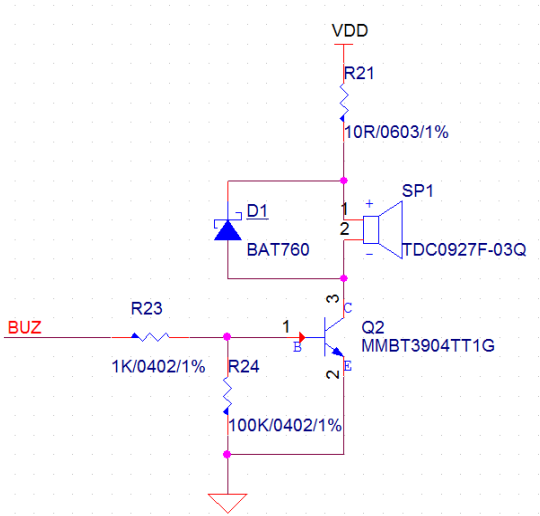 VDD
R21
10R/0603/1%
SP1
D1
1
+
2
BAT760
-
TDC0927F-03Q
3
C
R23
BUZ
1
B
Q2
MMBT3904TT1G
1K/0402/1%
R24
2
E
100K/0402/1%